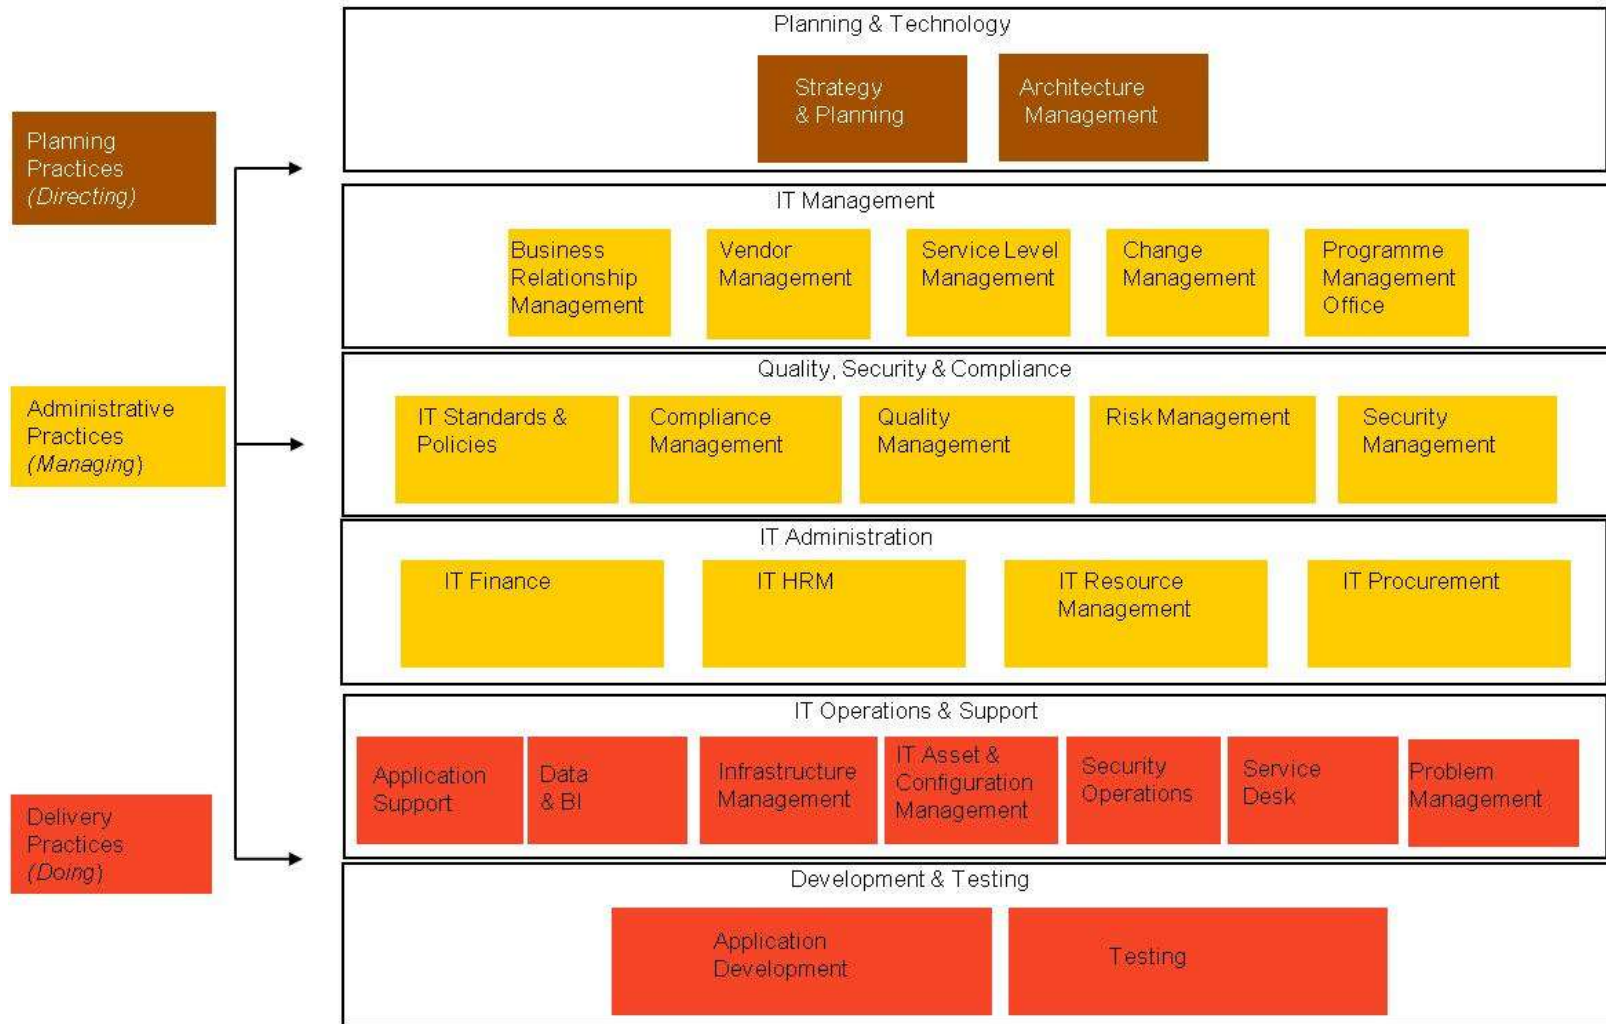 Planning & Technology
Strategy
& Planning
Architecture
Management
Planning
Practices
(Directing)
IT Management
Business
Relationship
Management
Vendor
Management
Service Level
Management
Change
Management
Programme
Management
Office
Quality, Security & Compliance
Administrative
Practices
(Managing)
IT Standards &
Policies
Compliance
Management
Quality
Management
Risk Management
Security
Management
IT Administration
IT Finance
IT HRM
IT Resource
Management
IT Procurement
IT Operations & Support
Application
Support
Data
& BI
Infrastructure
Management
IT Asset &
Configuration
Management
Security
Operations
Service
Desk
Problem
Management
Delivery
Practices
(Doing)
Development & Testing
Application
Development
Testing